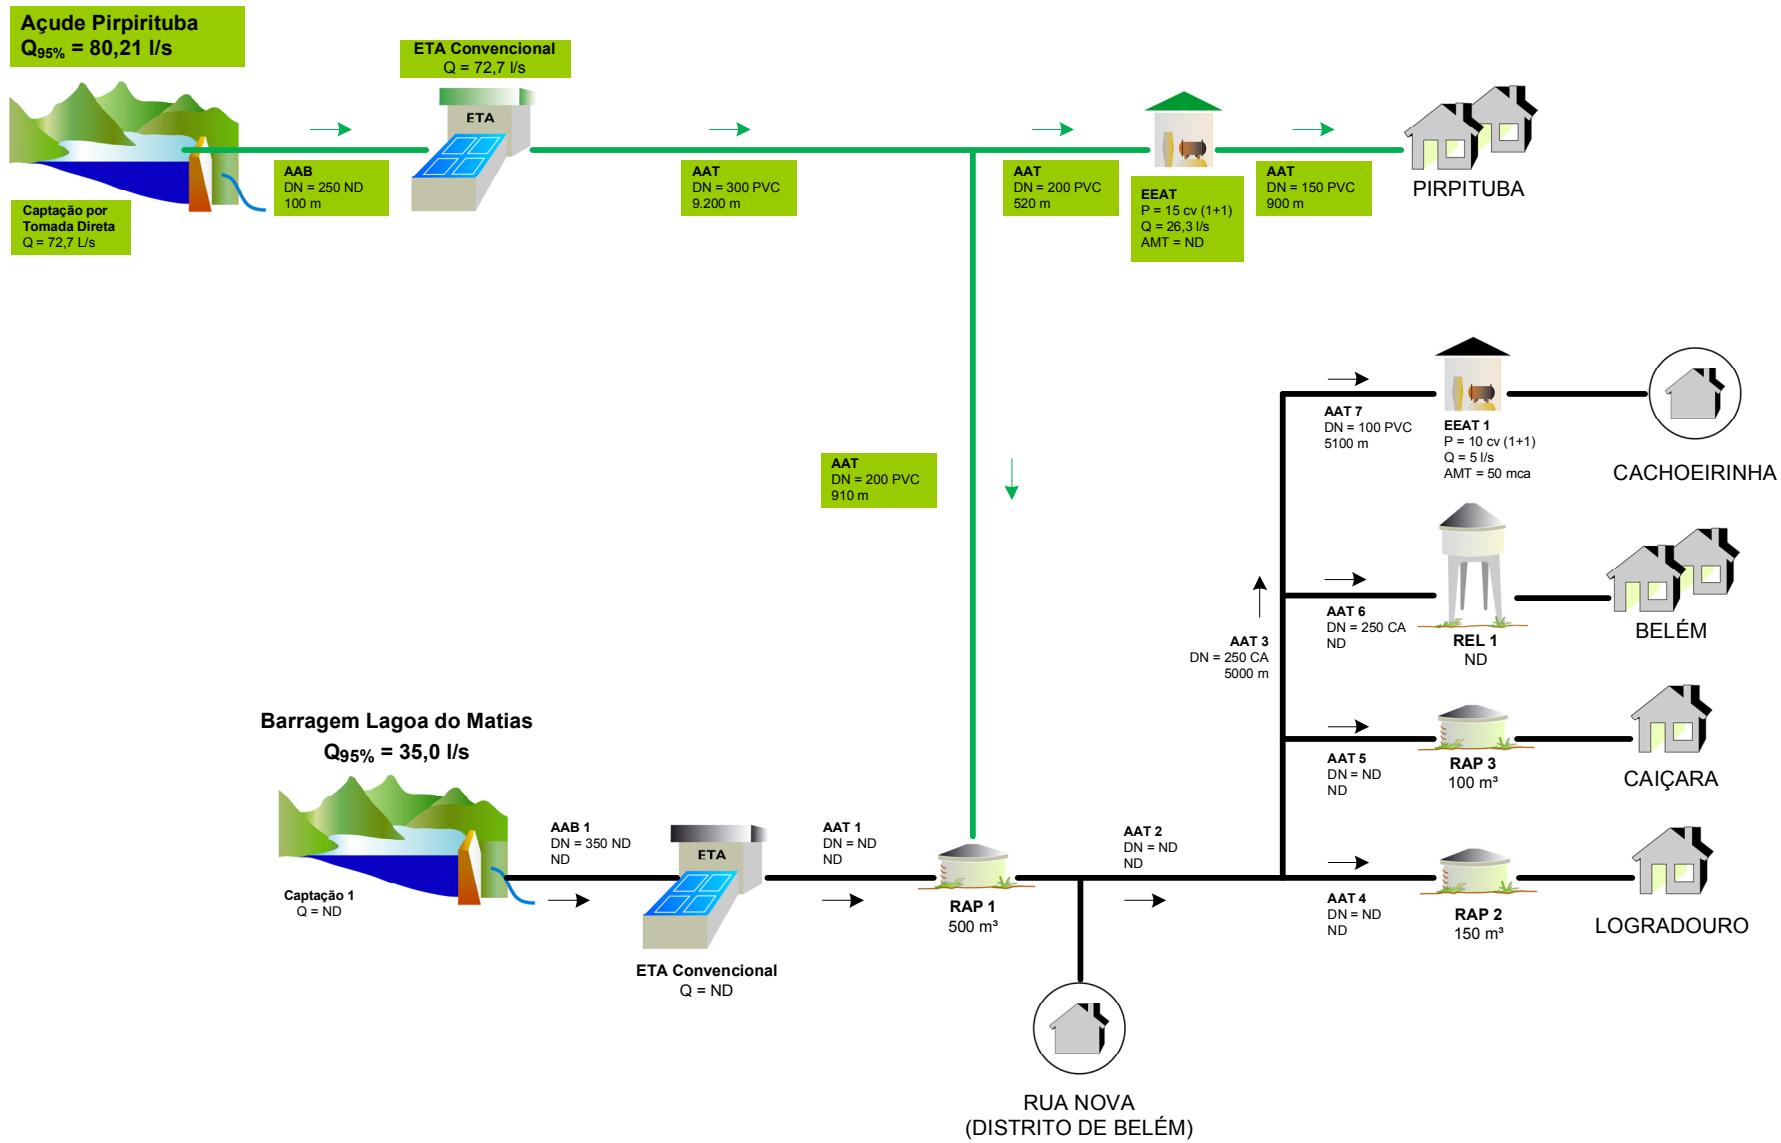 Açude Pirpirituba
Q95% = 80,21 l/s
Captação por
Tomada Direta
Q = 72,7 L/s
AAB
DN = 250 ND
100 m
ETA Convencional
Q = 72,7 l/s
ETA
AAT
DN = 300 PVC
9.200 m
AAT
DN = 200 PVC
520 m
EEAT
P = 15 cv (1+1)
Q = 26,3 l/s
AMT = ND
AAT
DN = 150 PVC
900 m
PIRPITUBA
AAT
DN = 200 PVC
910 m
AAT 7
DN = 100 PVC
5100 m
EEAT 1
P = 10 cv (1+1)
Q = 5 l/s
AMT = 50 mca
CACHOEIRINHA
AAT 6
DN = 250 CA
ND
REL 1
ND
BELÉM
AAT 3
DN = 250 CA
5000 m
AAT 5
DN = ND
ND
RAP 3
100 m³
CAIÇARA
Barragem Lagoa do Matias
Q95% = 35,0 l/s
Captação 1
Q = ND
AAB 1
DN = 350 ND
ND
ETA
ETA Convencional
Q = ND
AAT 1
DN = ND
ND
RAP 1
500 m³
AAT 2
DN = ND
ND
AAT 4
DN = ND
ND
RAP 2
150 m³
LOGRADOURO
RUA NOVA
(DISTRITO DE BELÉM)